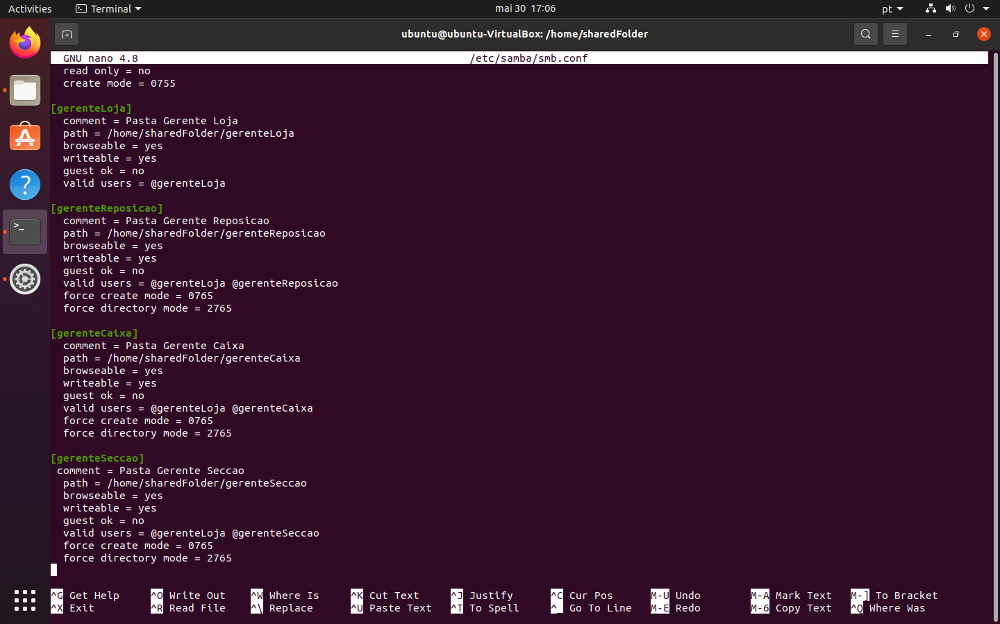 Activities Terminal mai 30 17:06 pt
ubuntu@ubuntu-VirtualBox: /home/sharedFolder
GNU nano 4.8 /etc/samba/smb.conf
read only = no
create mode = 0755
[gerenteLoja]
comment = Pasta Gerente Loja
path = /home/sharedFolder/gerenteLoja
browseable = yes
writeable = yes
guest ok = no
valid users = @gerenteLoja
[gerenteReposicao]
comment = Pasta Gerente Reposicao
path = /home/sharedFolder/gerenteReposicao
browseable = yes
writeable = yes
guest ok = no
valid users = @gerenteLoja @gerenteReposicao
force create mode = 0765
force directory mode = 2765
[gerenteCaixa]
comment = Pasta Gerente Caixa
path = /home/sharedFolder/gerenteCaixa
browseable = yes
writeable = yes
guest ok = no
valid users = @gerenteLoja @gerenteCaixa
force create mode = 0765
force directory mode = 2765
[gerenteSeccao]
comment = Pasta Gerente Seccao
path = /home/sharedFolder/gerenteSeccao
browseable = yes
writeable = yes
guest ok = no
valid users = @gerenteLoja @gerenteSeccao
force create mode = 0765
force directory mode = 2765
^G Get Help ^O Write Out ^W Where Is ^K Cut Text ^J Justify ^C Cur Pos M-U Undo M-A Mark Text M-] To Bracket
^X Exit ^R Read File ^\ Replace ^U Paste Text ^T To Spell ^_ Go To Line M-E Redo M-6 Copy Text ^Q Where Was